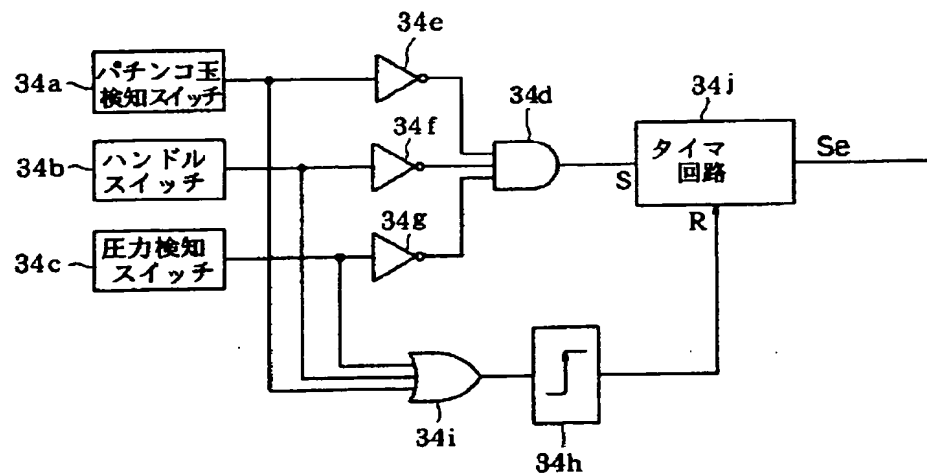 34a
パチンコ玉
検知スイッチ
34e
34b
ハンドル
スイッチ
34f
34c
圧力検知
スイッチ
34g
34d
34j
タイマ
回路
S
R
Se
34i
34h